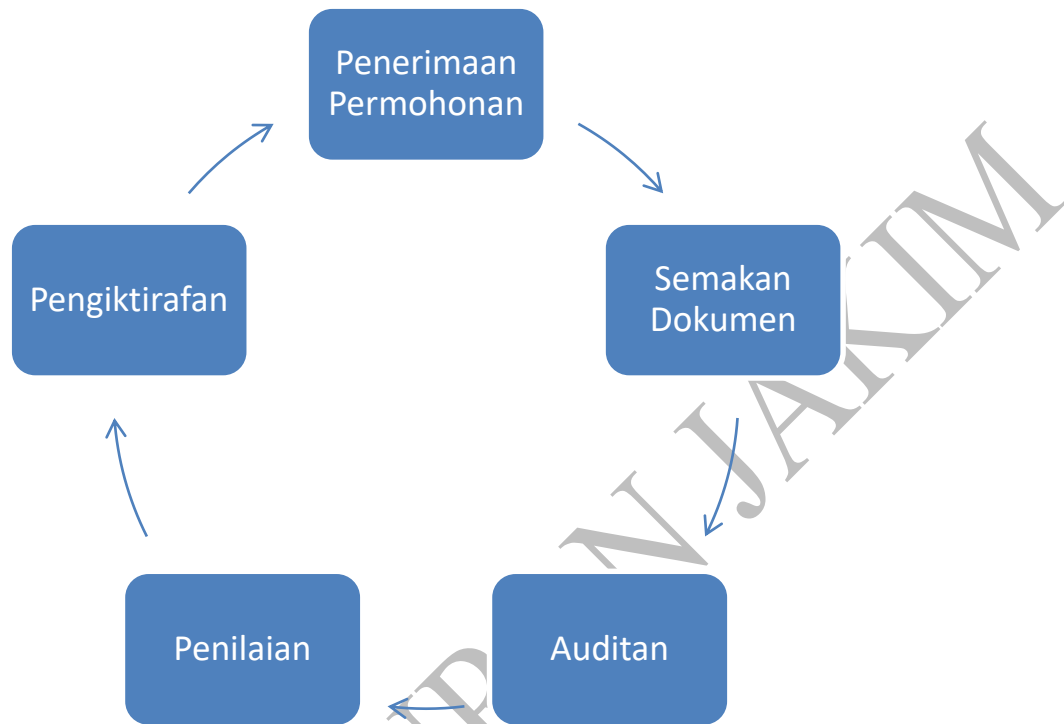 Penerimaan
Permohonan
Semakan
Dokumen
Auditan
Penilaian
Pengiktirafan
JAKIM